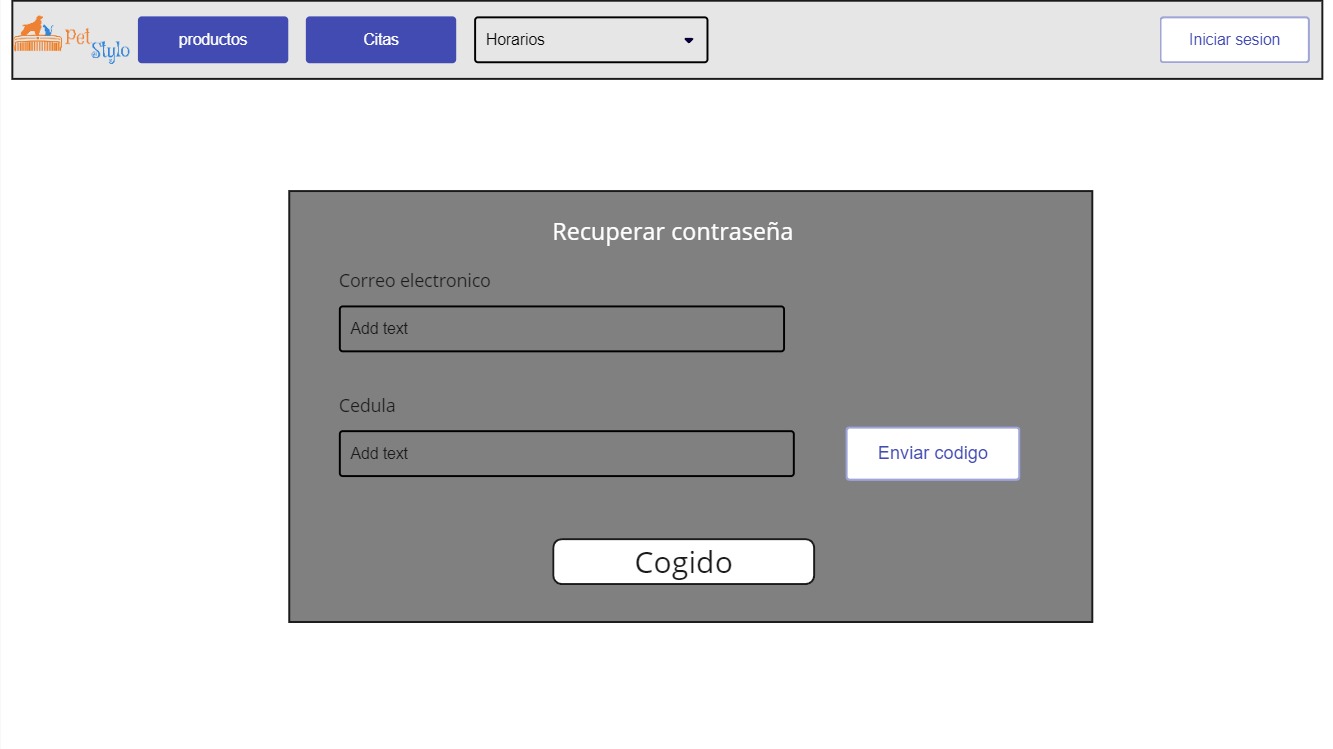 pet Stylo
productos
Citas
Horarios
Iniciar sesion
Recuperar contraseña
Correo electronico
Add text
Cedula
Add text
Enviar codigo
Cogido